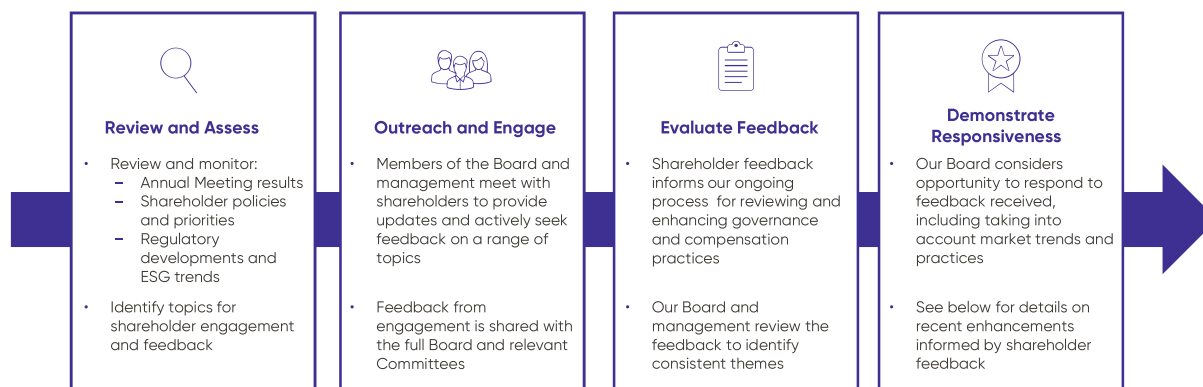 Review and Assess
• Review and monitor:
– Annual Meeting results
– Shareholder policies
and priorities
– Regulatory
developments and
ESG trends
• Identify topics for
shareholder engagement
and feedback
Outreach and Engage
• Members of the Board and
management meet with
shareholders to provide
updates and actively seek
feedback on a range of
topics
• Feedback from
engagement is shared with
the full Board and relevant
Committees
Evaluate Feedback
• Shareholder feedback
informs our ongoing
process for reviewing and
enhancing governance
and compensation
practices
• Our Board and
management review the
feedback to identify
consistent themes
Demonstrate
Responsiveness
• Our Board considers
opportunity to respond to
feedback received,
including taking into
account market trends and
practices
• See below for details on
recent enhancements
informed by shareholder
feedback